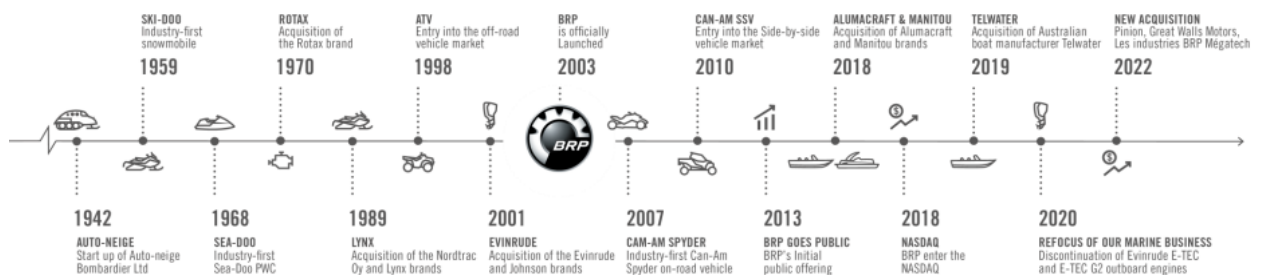 SKI-DOO
Industry-first
snowmobile
1959
ROTAX
Acquisition of
the Rotax brand
1970
ATV
Entry into the off-road
vehicle market
1998
BRP
is officially
Launched
2003
CAN-AM SSV
Entry into the Side-by-side
vehicle market
2010
ALUMACRAFT & MANITOU
Acquisition of Alumacraft
and Manitou brands
2018
TELWATER
Acquisition of Australian
boat manufacturer Telwater
2019
NEW ACQUISITION
Pinion, Great Walls Motors,
Les industries BRP Mégatech
2022
BRP
1942
AUTO-NEIGE
Start up of Auto-neige
Bombardier Ltd
1968
SEA-DOO
Industry-first
Sea-Doo PWC
1989
LYNX
Acquisition of the Nordtrac
Oy and Lynx brands
2001
EVINRUDE
Acquisition of the Evinrude
and Johnson brands
2007
CAM-AM SPYDER
Industry-first Can-Am
Spyder on-road vehicle
2013
BRP GOES PUBLIC
BRP's Initial
public offering
2018
NASDAQ
BRP enter the
NASDAQ
2020
REFOCUS OF OUR MARINE BUSINESS
Discontinuation of Evinrude E-TEC
and E-TEC G2 outboard engines